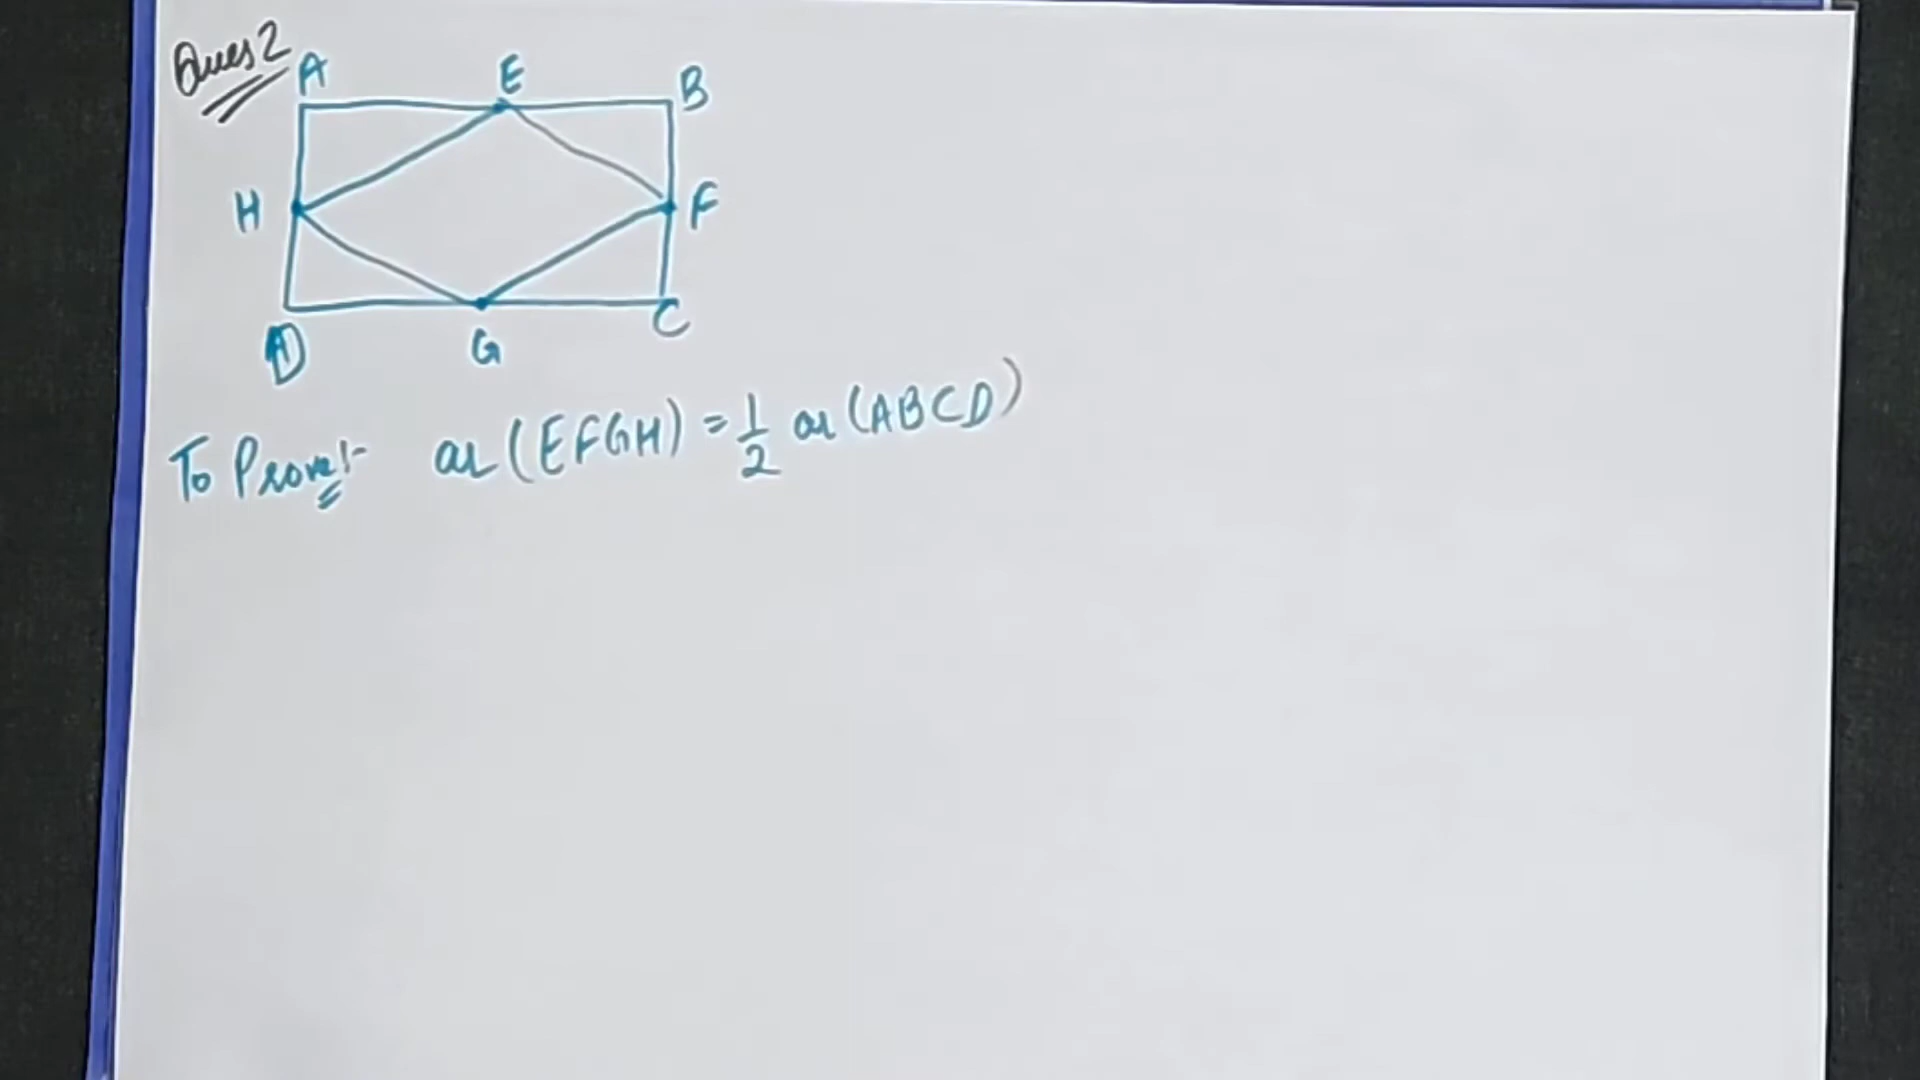 Ques 2
A E B
H F
D G C
To Prove:- ar (EFGH) = 1/2 ar (ABCD)